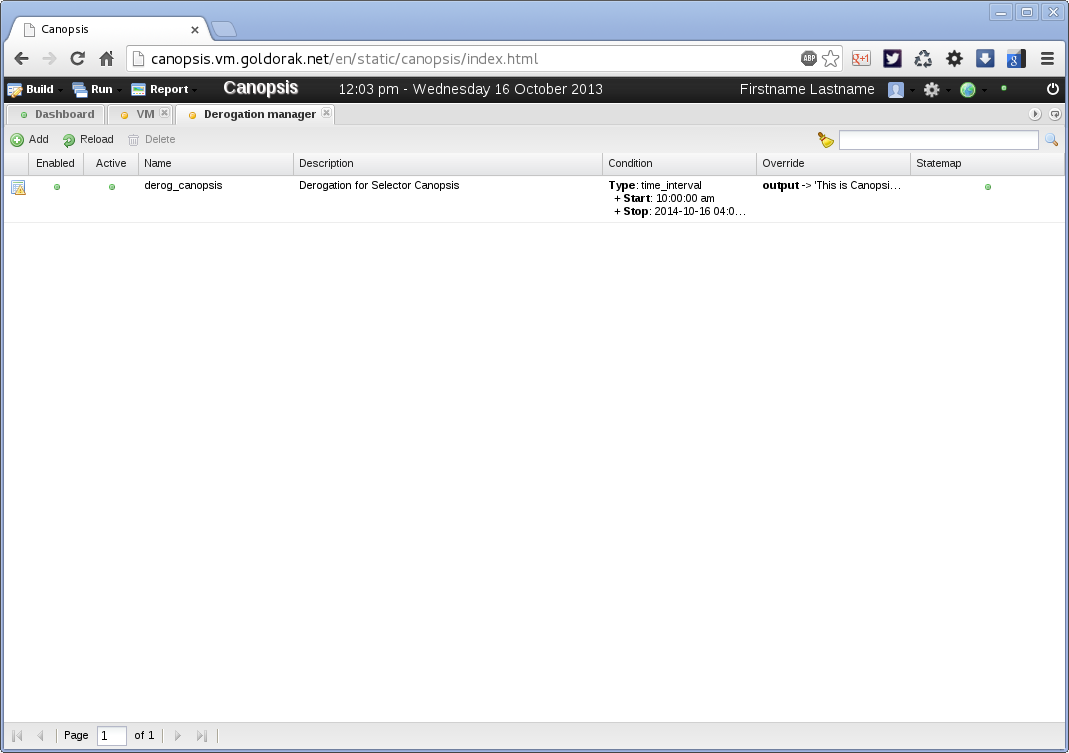 Canopsis
canopsis.vm.goldorak.net/en/static/canopsis/index.html
ABP
g+1
g
Build Run Report Canopsis 12:03 pm - Wednesday 16 October 2013 Firstname Lastname
Dashboard VM Derogation manager
Add Reload Delete
Enabled Active Name Description Condition Override Statemap
derog_canopsis Derogation for Selector Canopsis Type: time_interval output -> 'This is Canopsi...
+ Start: 10:00:00 am
+ Stop: 2014-10-16 04:0...
Page 1 of 1